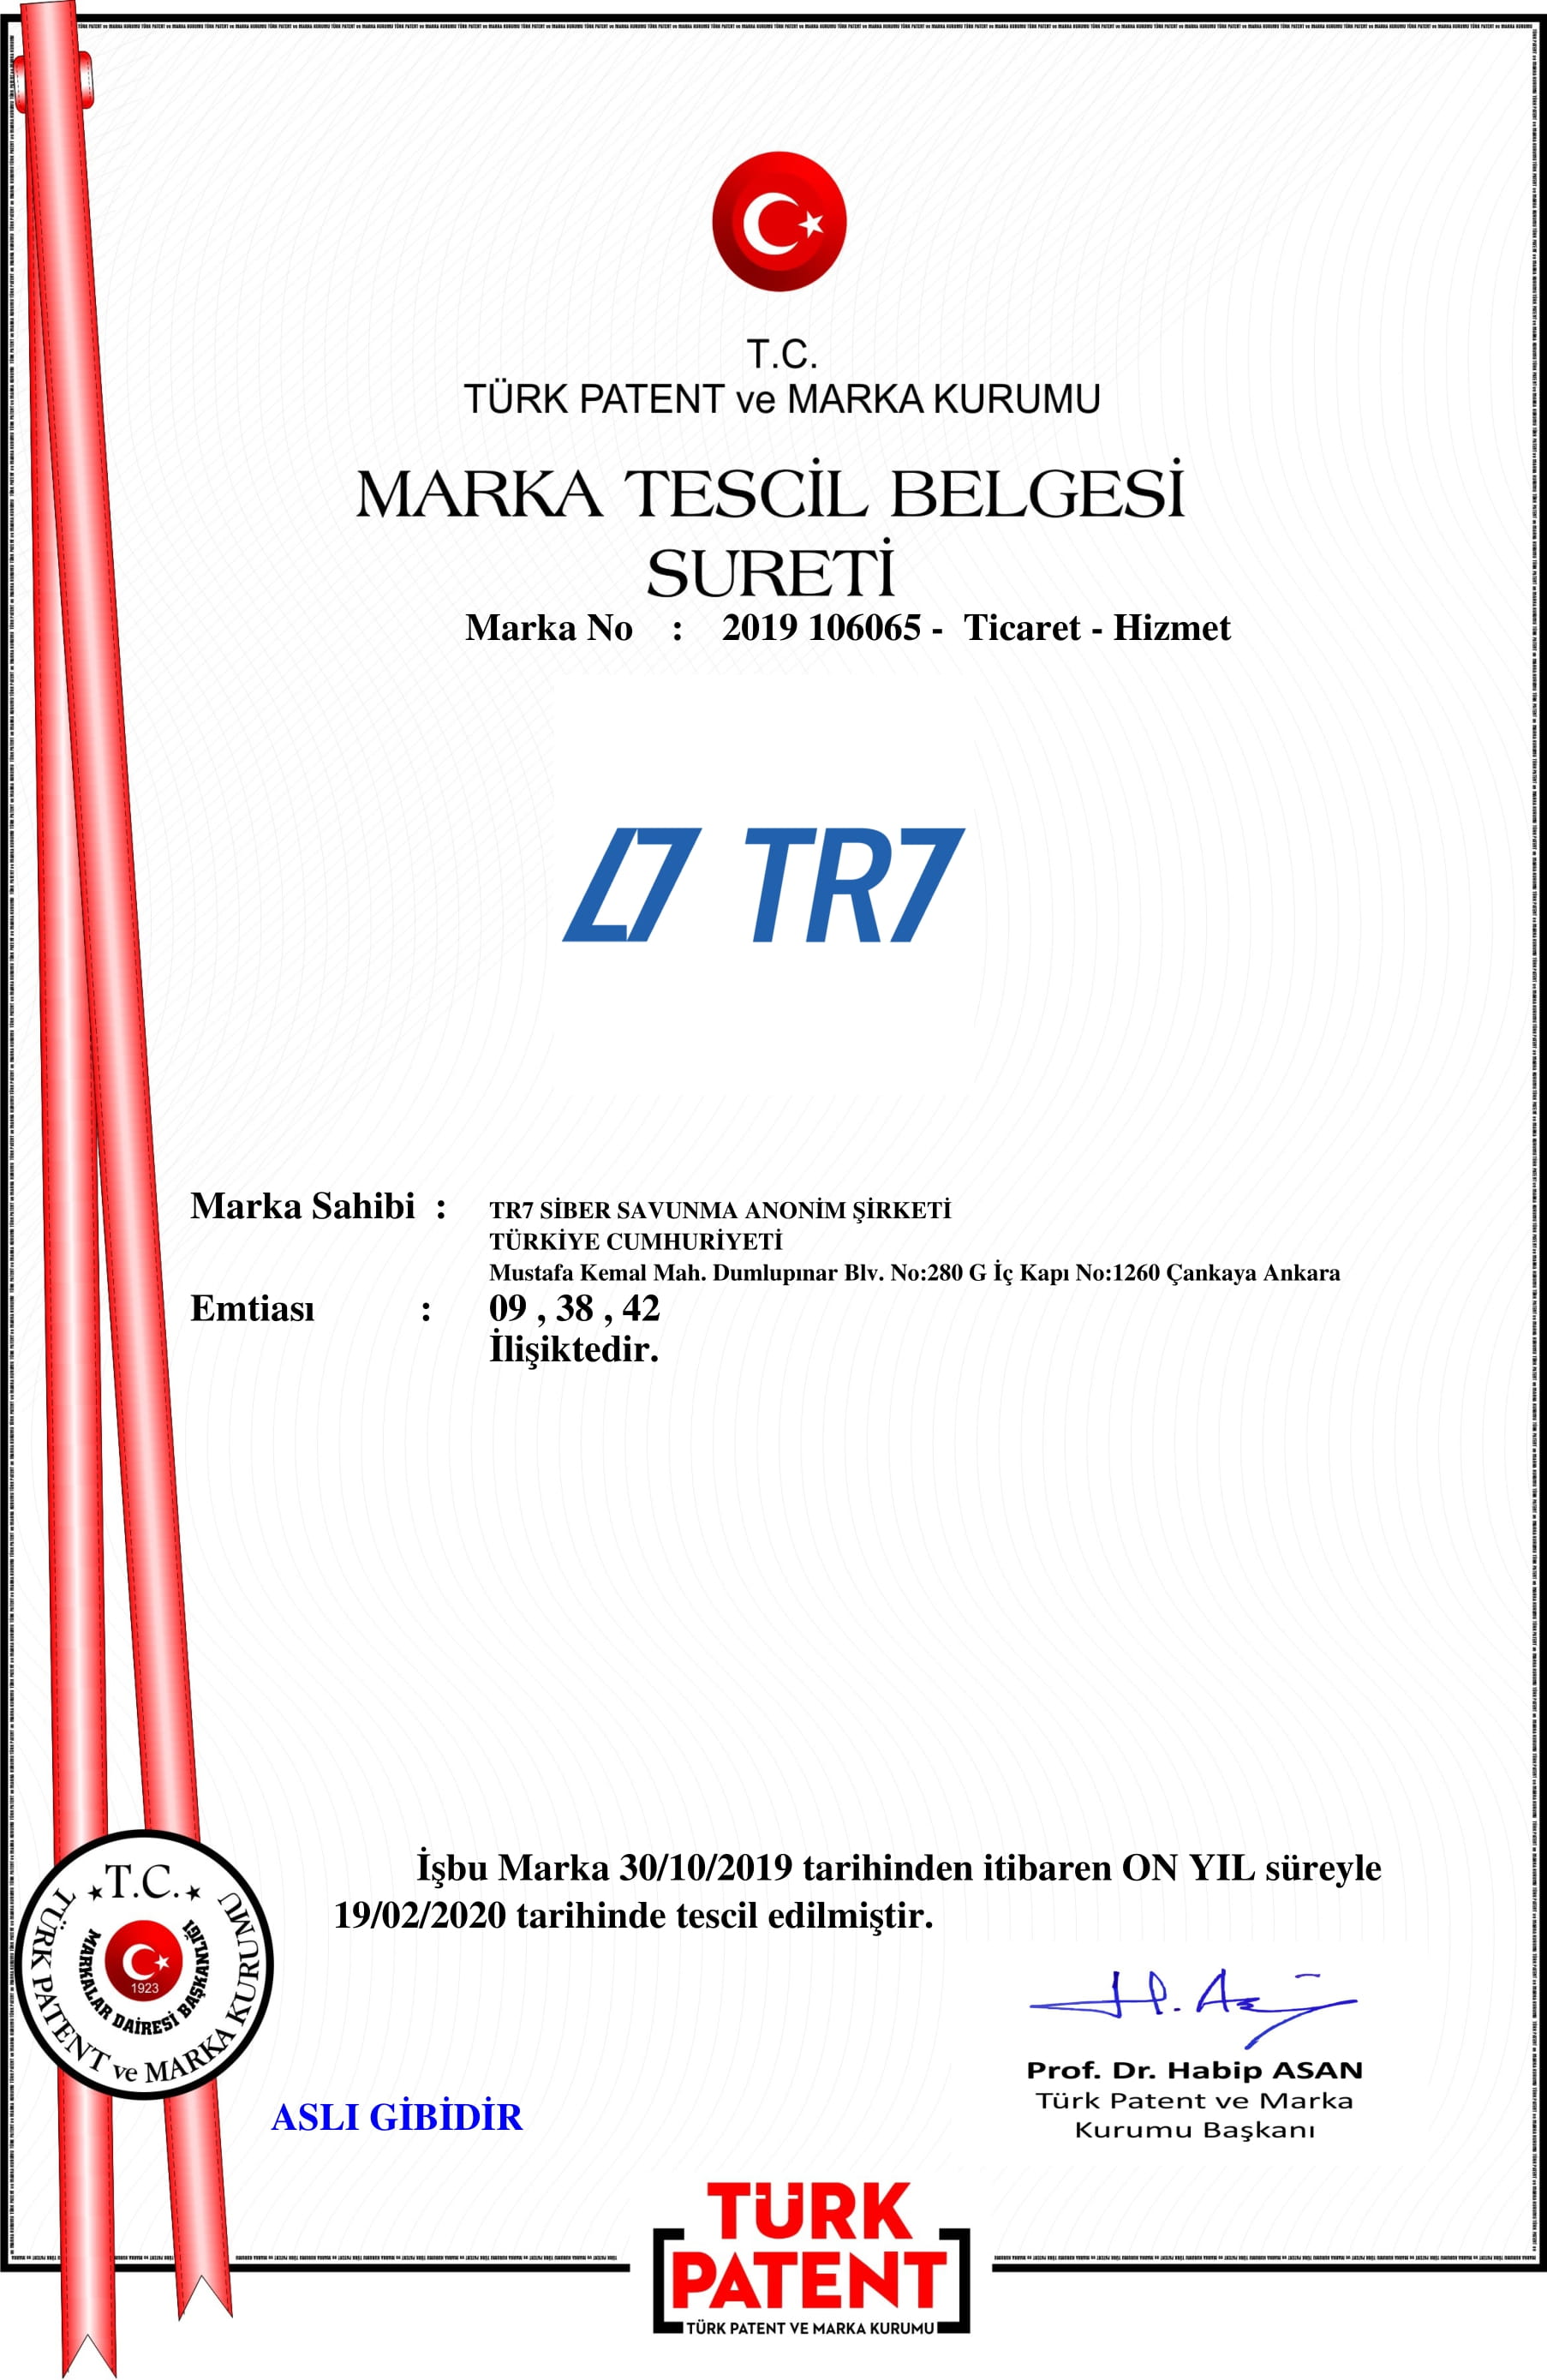 T.C.
TÜRK PATENT ve MARKA KURUMU
MARKA TESCİL BELGESİ
SURETİ
Marka No : 2019 106065 - Ticaret - Hizmet
L7 TR7
Marka Sahibi : TR7 SİBER SAVUNMA ANONİM ŞİRKETİ
TÜRKİYE CUMHURİYETİ
Mustafa Kemal Mah. Dumlupınar Blv. No:280 G İç Kapı No:1260 Çankaya Ankara
Emtiası : 09 , 38 , 42
İlişiktedir.
İşbu Marka 30/10/2019 tarihinden itibaren ON YIL süreyle
19/02/2020 tarihinde tescil edilmiştir.
T.C.
TÜRK PATENT ve MARKA KURUMU
MARKALAR DAİRESİ BAŞKANLIĞI
1923
H. Asan
Prof. Dr. Habip ASAN
Türk Patent ve Marka
Kurumu Başkanı
ASLI GİBİDİR
TÜRK
PATENT
TÜRK PATENT VE MARKA KURUMU